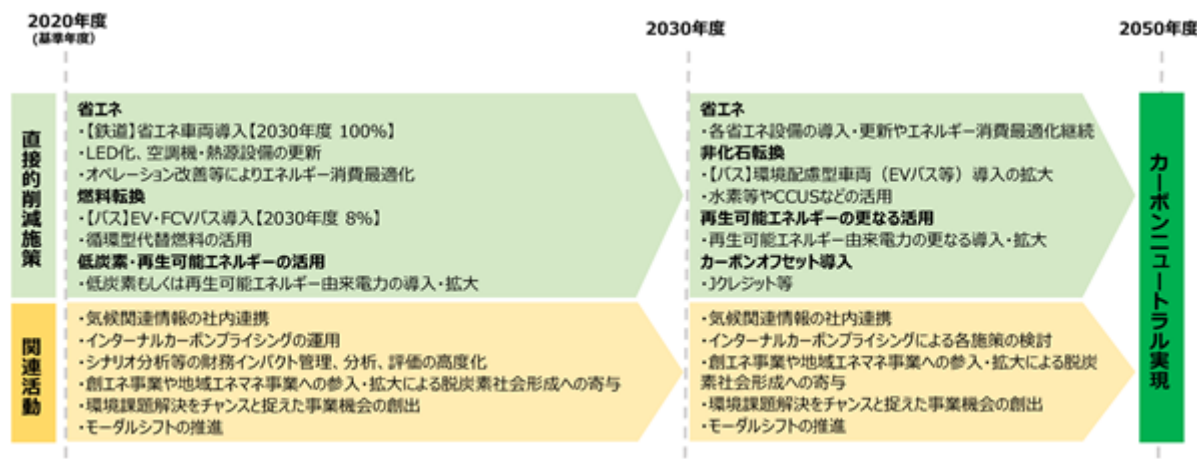 2020年度
(基準年度)
2030年度
2050年度
直接的削減施策
省エネ
・【鉄道】省エネ車両導入【2030年度 100%】
・LED化、空調機・熱源設備の更新
・オペレーション改善等によりエネルギー消費最適化
燃料転換
・【バス】EV・FCVバス導入【2030年度 8%】
・循環型代替燃料の活用
低炭素・再生可能エネルギーの活用
・低炭素もしくは再生可能エネルギー由来電力の導入・拡大
省エネ
・各省エネ設備の導入・更新やエネルギー消費最適化継続
非化石転換
・【バス】環境配慮型車両（EVバス等）導入の拡大
・水素等やCCUSなどの活用
再生可能エネルギーの更なる活用
・再生可能エネルギー由来電力の更なる導入・拡大
カーボンオフセット導入
・Jクレジット等
関連活動
・気候関連情報の社内連携
・インターナルカーボンプライシングの運用
・シナリオ分析等の財務インパクト管理、分析、評価の高度化
・創エネ事業や地域エネマネ事業への参入・拡大による脱炭素社会形成への寄与
・環境課題解決をチャンスと捉えた事業機会の創出
・モーダルシフトの推進
・気候関連情報の社内連携
・インターナルカーボンプライシングによる各施策の検討
・創エネ事業や地域エネマネ事業への参入・拡大による脱炭
素社会形成への寄与
・環境課題解決をチャンスと捉えた事業機会の創出
・モーダルシフトの推進
カーボンニュートラル実現